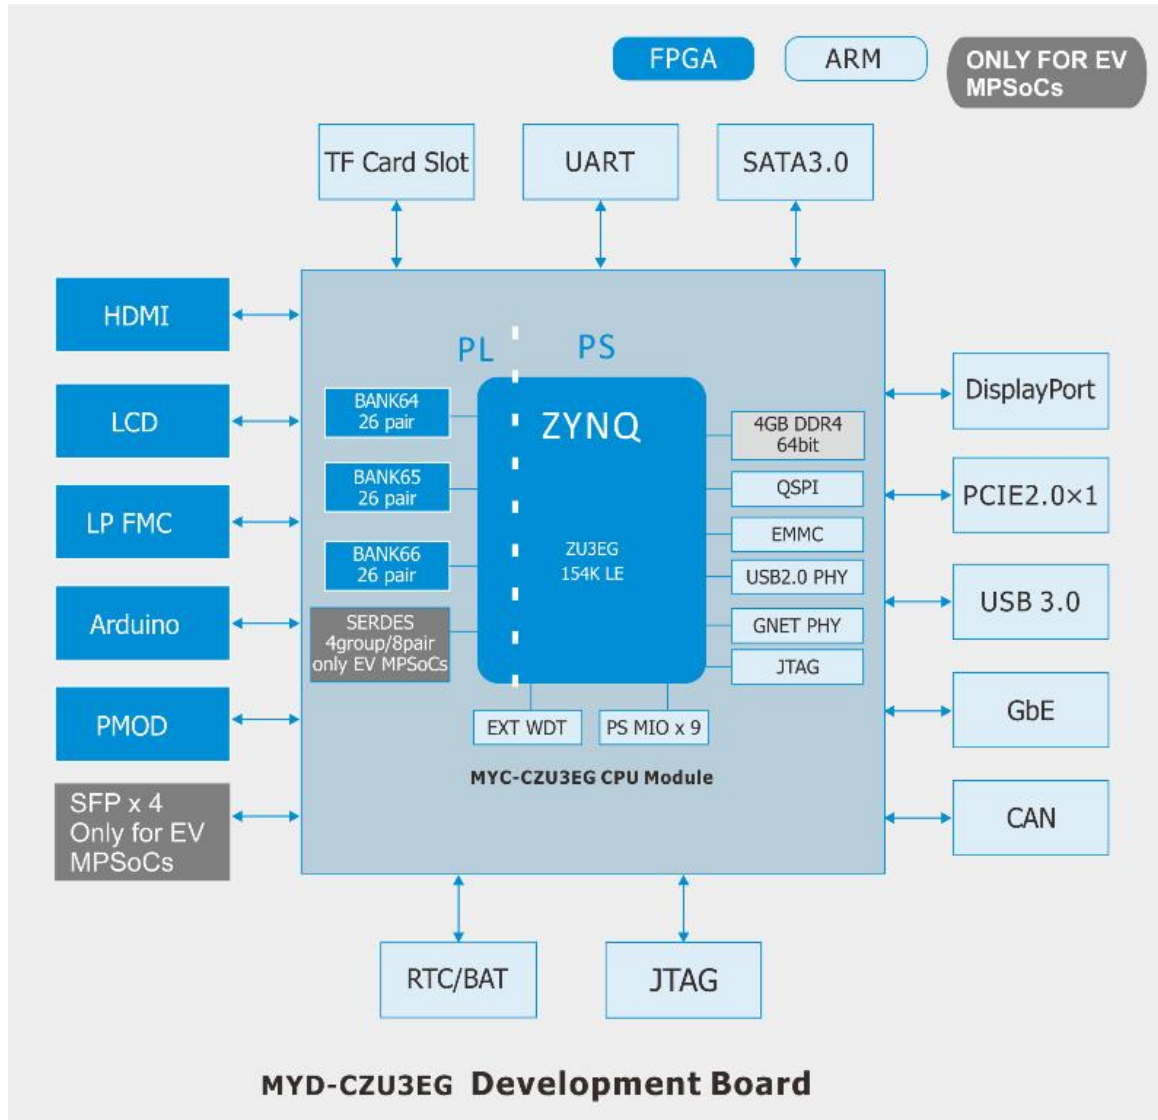 FPGA
ARM
ONLY FOR EV
MPSoCs
TF Card Slot
UART
SATA3.0
HDMI
LCD
LP FMC
Arduino
PMOD
SFP x 4
Only for EV
MPSoCs
PL
PS
BANK64
26 pair
BANK65
26 pair
BANK66
26 pair
SERDES
4group/8pair
only EV MPSoCs
ZYNQ
ZU3EG
154K LE
4GB DDR4
64bit
QSPI
EMMC
USB2.0 PHY
GNET PHY
JTAG
EXT WDT
PS MIO x 9
MYC-CZU3EG CPU Module
DisplayPort
PCIE2.0×1
USB 3.0
GbE
CAN
RTC/BAT
JTAG
MYD-CZU3EG Development Board